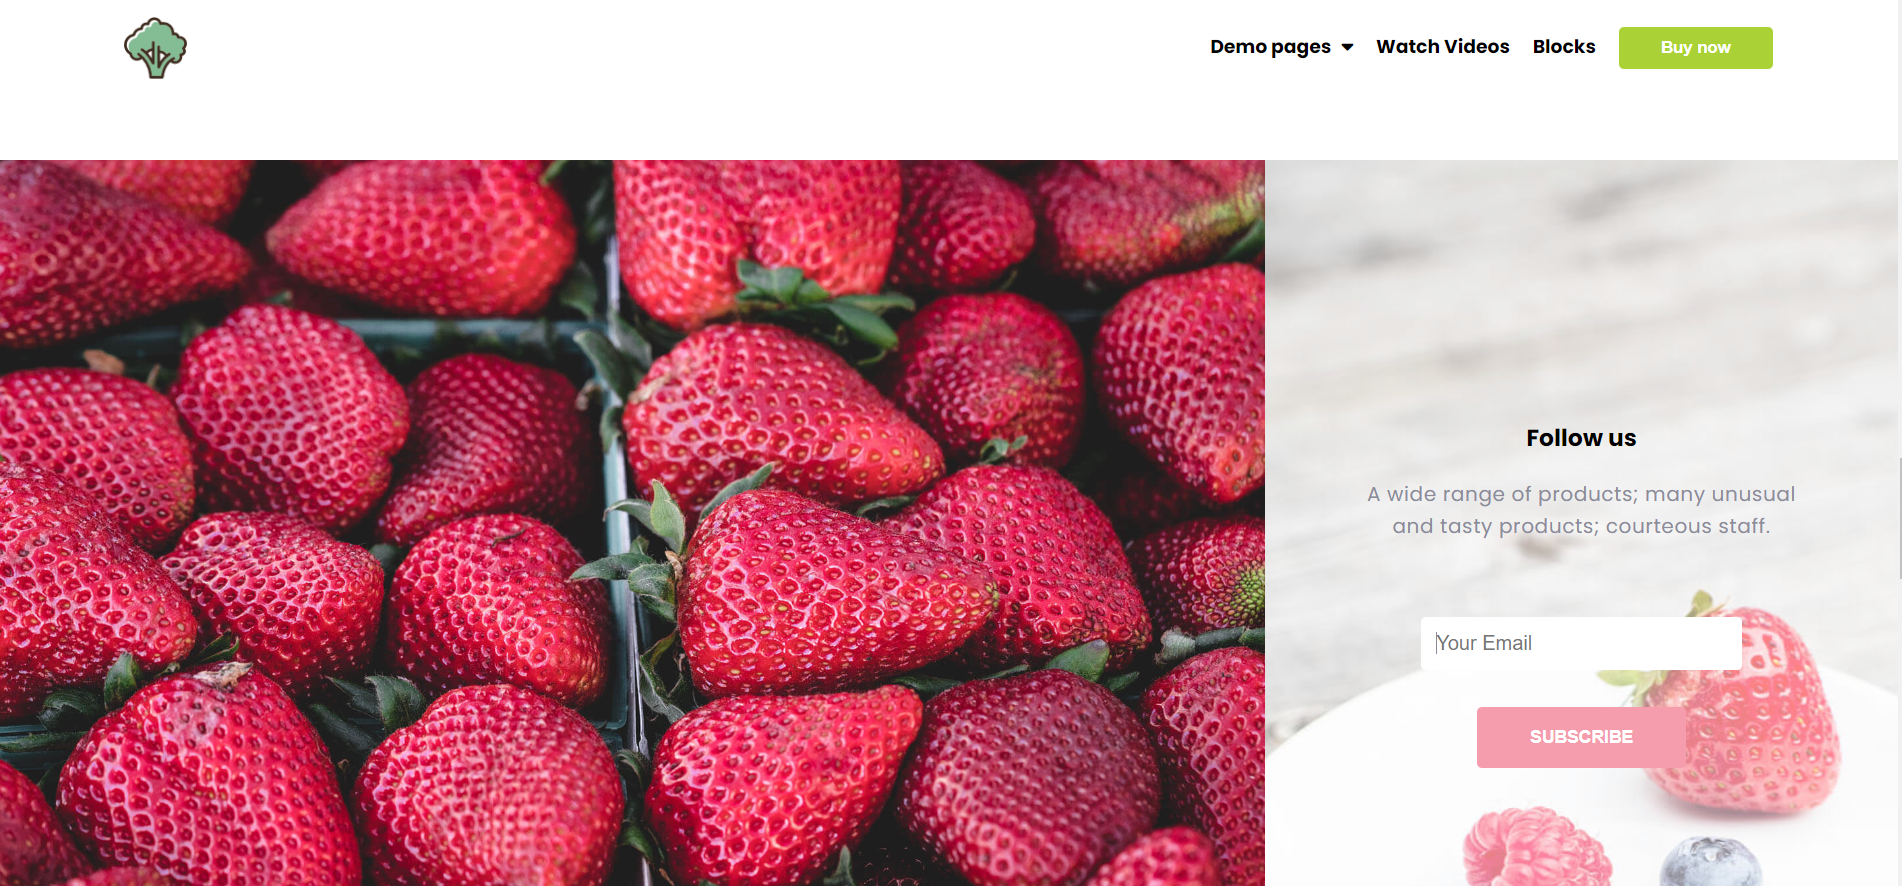 Demo pages
Watch Videos
Blocks
Buy now
Follow us
A wide range of products; many unusual
and tasty products; courteous staff.
Your Email
SUBSCRIBE